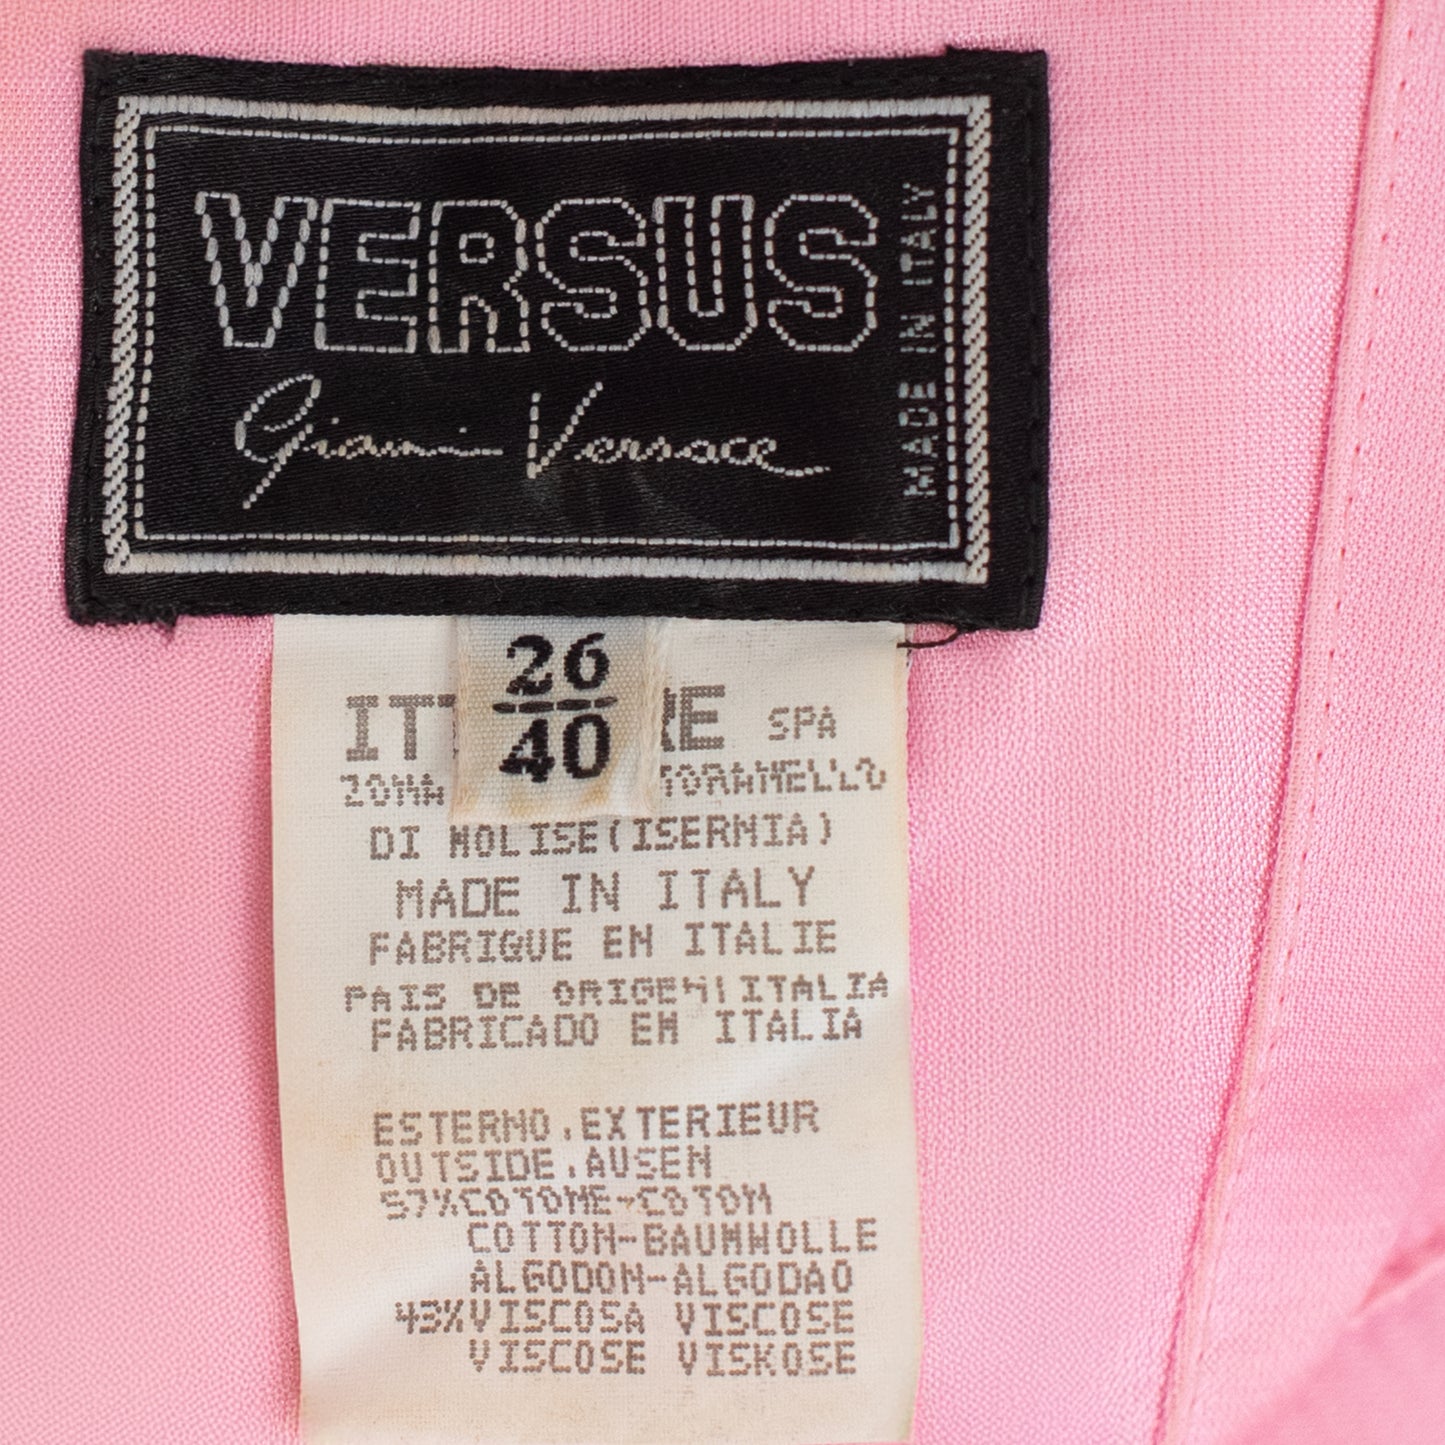 VERSUS
Gianni Versace
MADE IN ITALY
26
40
SPA
ZONA
DI MOLISE(ISERNIA)
MADE IN ITALY
FABRIQUE EN ITALIE
PAIS DE ORIGEN ITALIA
FABRICADO EM ITALIA
ESTERNO.EXTERIEUR
OUTSIDE.AUSEN
57%COTONE-COTON
COTTON-BAUMWOLLE
ALGODON-ALGODAO
43%VISCOSA VISCOSE
VISCOSE VISKOSE